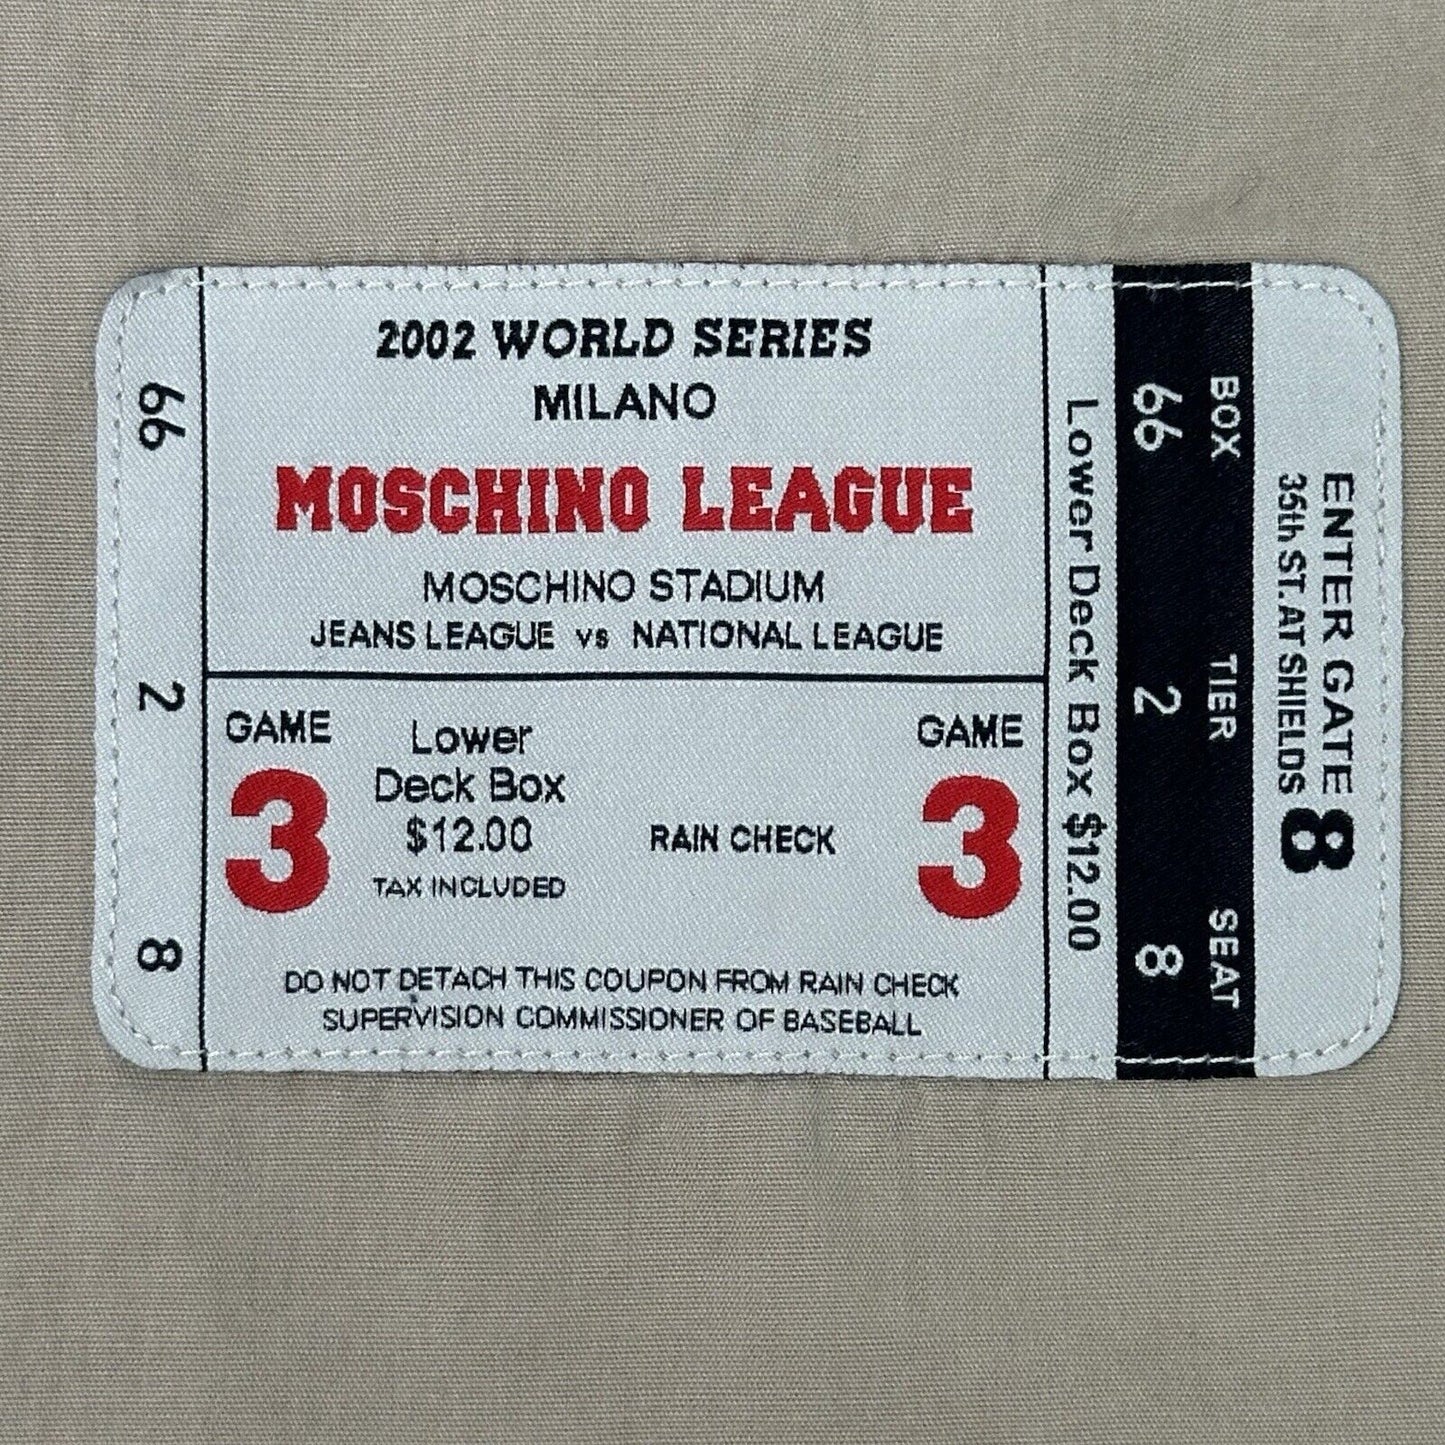 66
2
8
2002 WORLD SERIES
MILANO
MOSCHINO LEAGUE
MOSCHINO STADIUM
JEANS LEAGUE vs NATIONAL LEAGUE
GAME
3
Lower
Deck Box
$12.00
TAX INCLUDED
RAIN CHECK
GAME
3
DO NOT DETACH THIS COUPON FROM RAIN CHECK
SUPERVISION COMMISSIONER OF BASEBALL
Lower Deck Box $12.00
BOX TIER SEAT
66 2 8
ENTER GATE 8
35th ST. AT SHIELDS